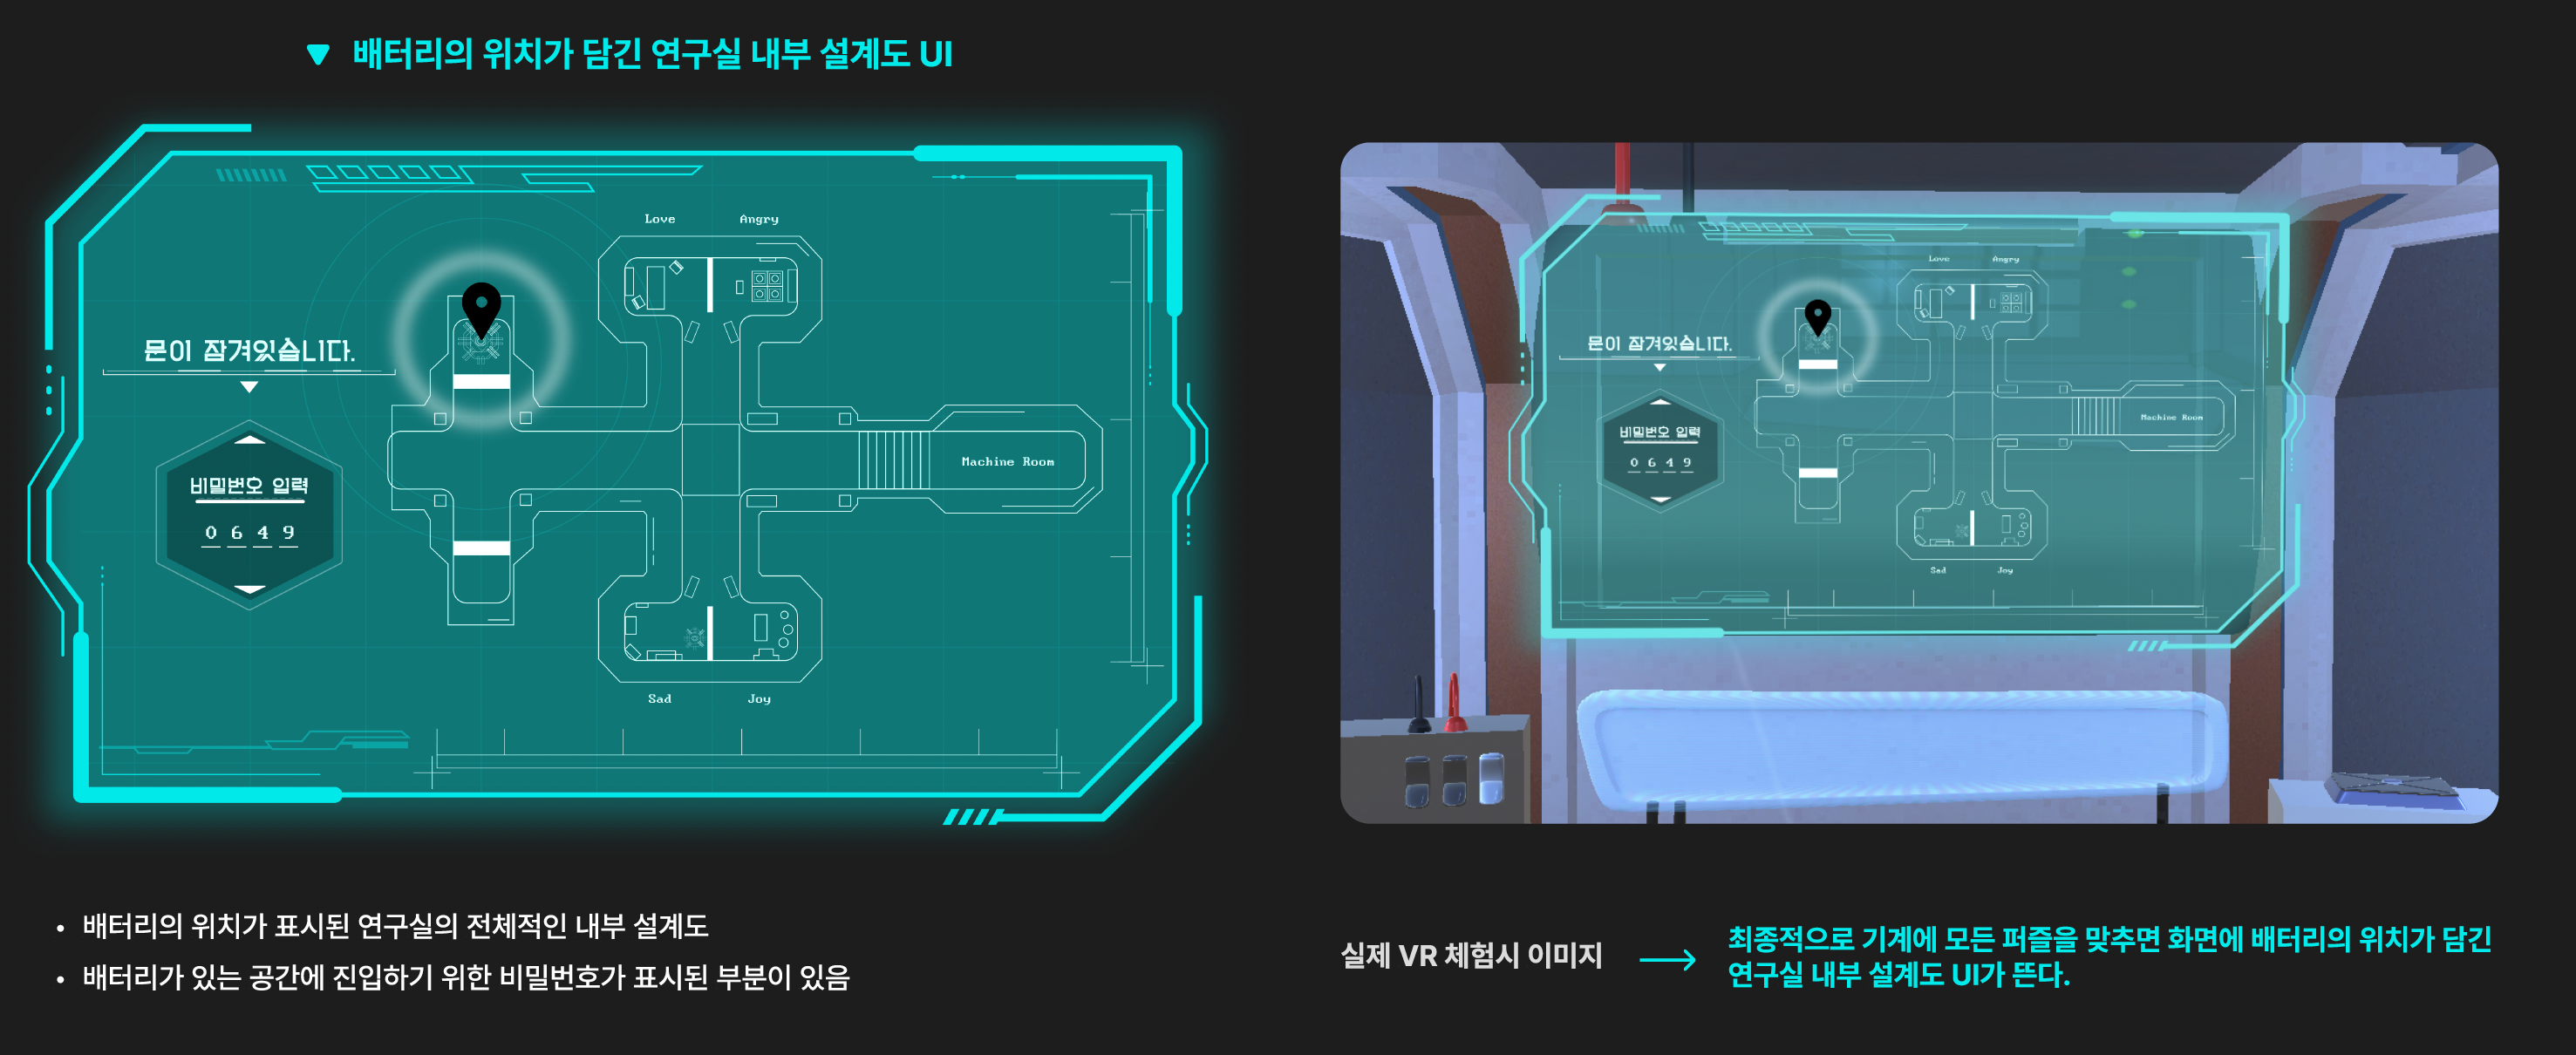 ▼ 배터리의 위치가 담긴 연구실 내부 설계도 UI
Love Angry
문이 잠겨있습니다.
비밀번호 입력
0 6 4 9
Machine Room
Sad Joy
Love Angry
문이 잠겨있습니다.
비밀번호 입력
0 6 4 9
Machine Room
Sad Joy
• 배터리의 위치가 표시된 연구실의 전체적인 내부 설계도
• 배터리가 있는 공간에 진입하기 위한 비밀번호가 표시된 부분이 있음
실제 VR 체험시 이미지 → 최종적으로 기계에 모든 퍼즐을 맞추면 화면에 배터리의 위치가 담긴
연구실 내부 설계도 UI가 뜬다.